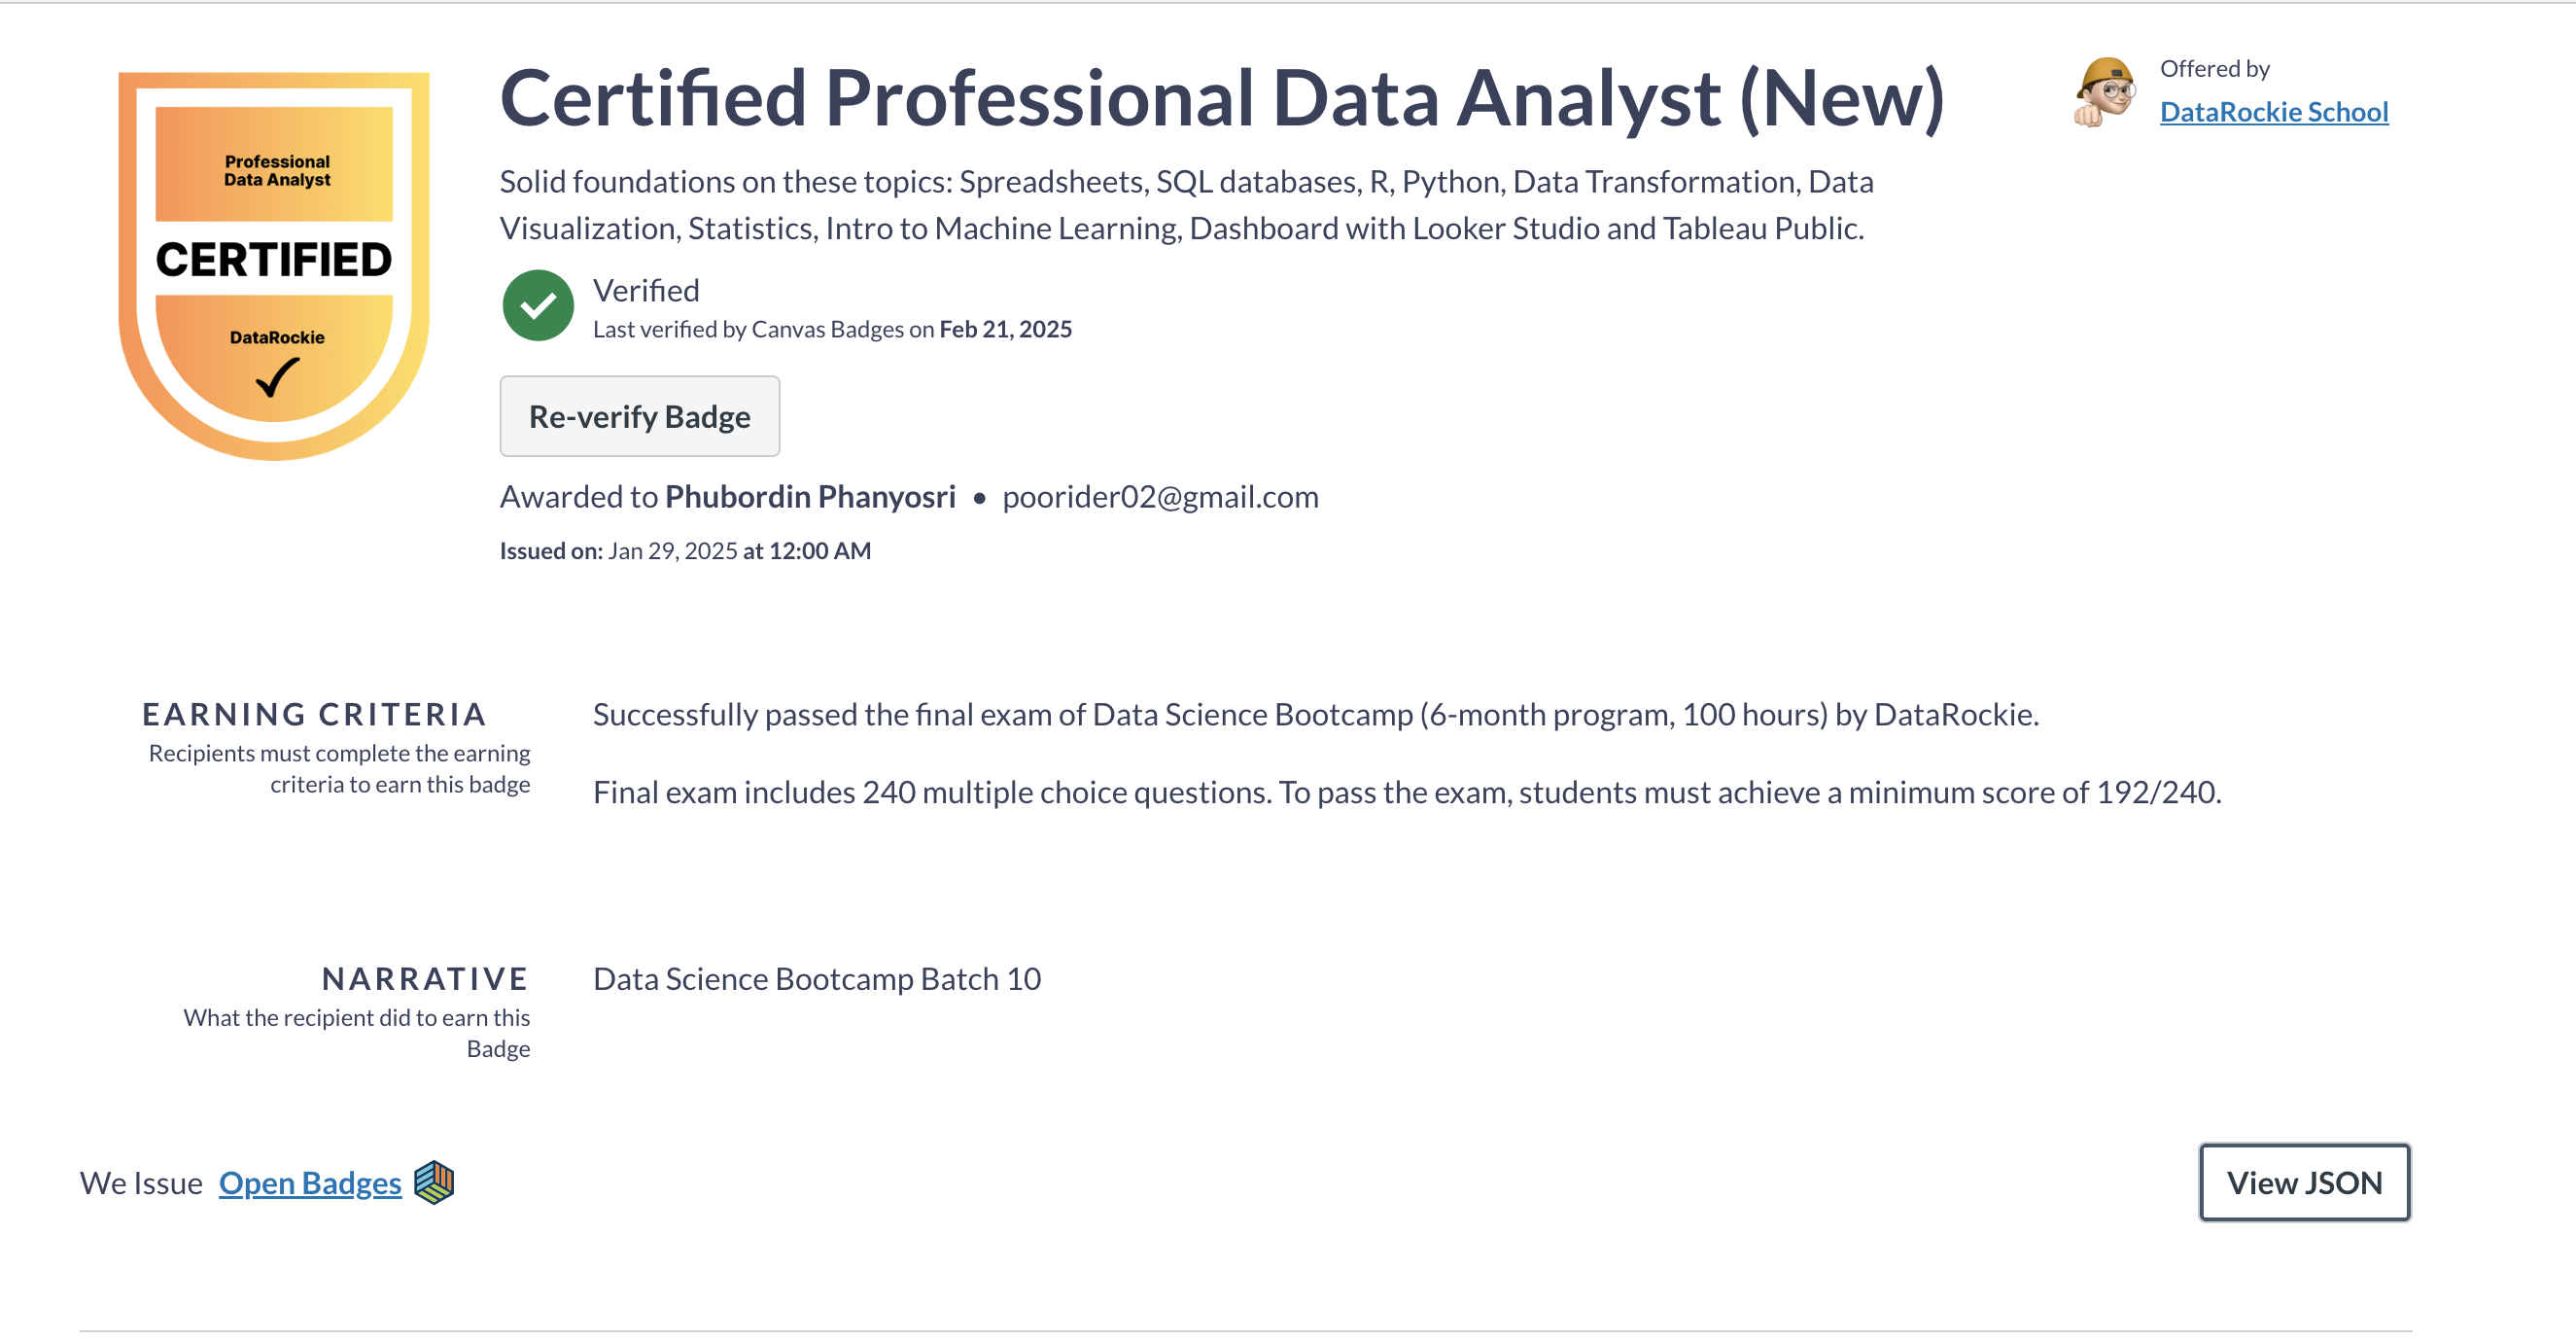 Professional
Data Analyst
CERTIFIED
DataRockie
Certified Professional Data Analyst (New)
Offered by
DataRockie School
Solid foundations on these topics: Spreadsheets, SQL databases, R, Python, Data Transformation, Data
Visualization, Statistics, Intro to Machine Learning, Dashboard with Looker Studio and Tableau Public.
Verified
Last verified by Canvas Badges on Feb 21, 2025
Re-verify Badge
Awarded to Phubordin Phanyosri • poorider02@gmail.com
Issued on: Jan 29, 2025 at 12:00 AM
EARNING CRITERIA
Recipients must complete the earning
criteria to earn this badge
Successfully passed the final exam of Data Science Bootcamp (6-month program, 100 hours) by DataRockie.
Final exam includes 240 multiple choice questions. To pass the exam, students must achieve a minimum score of 192/240.
NARRATIVE
What the recipient did to earn this
Badge
Data Science Bootcamp Batch 10
We Issue Open Badges
View JSON